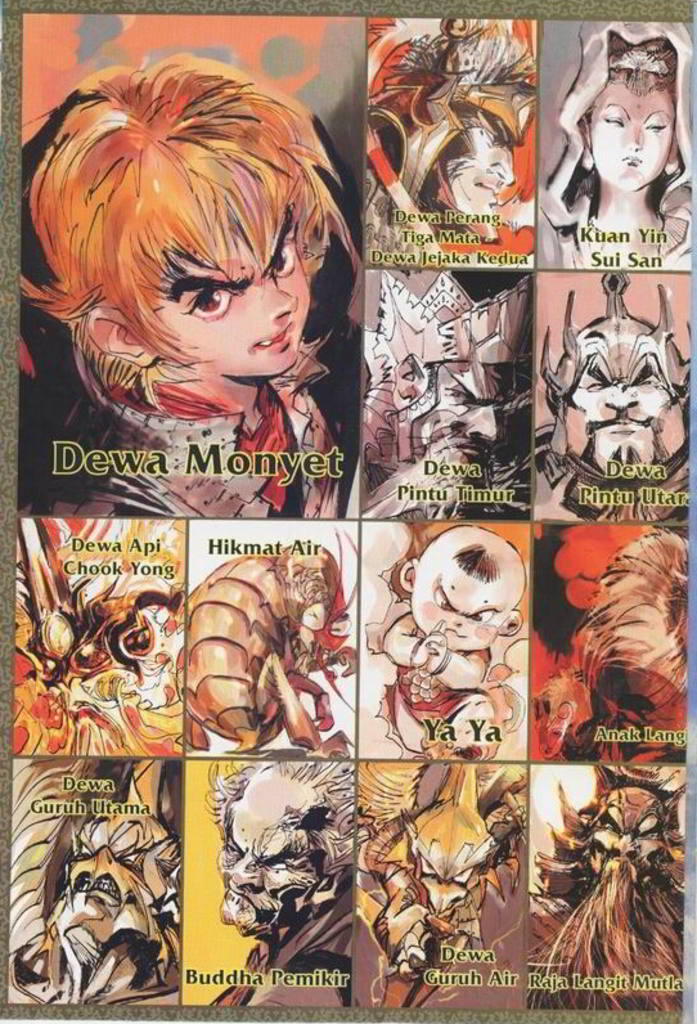 Dewa Perang
Tiga Mata -
Dewa Jejaka Kedua
Kuan Yin
Sui San
Dewa Monyet
Dewa
Pintu Timur
Dewa
Pintu Utar
Dewa Api
Chook Yong
Hikmat Air
Ya Ya
Anak Lang
Dewa
Guruh Utama
Buddha Pemikir
Dewa
Guruh Air
Raja Langit Mutla